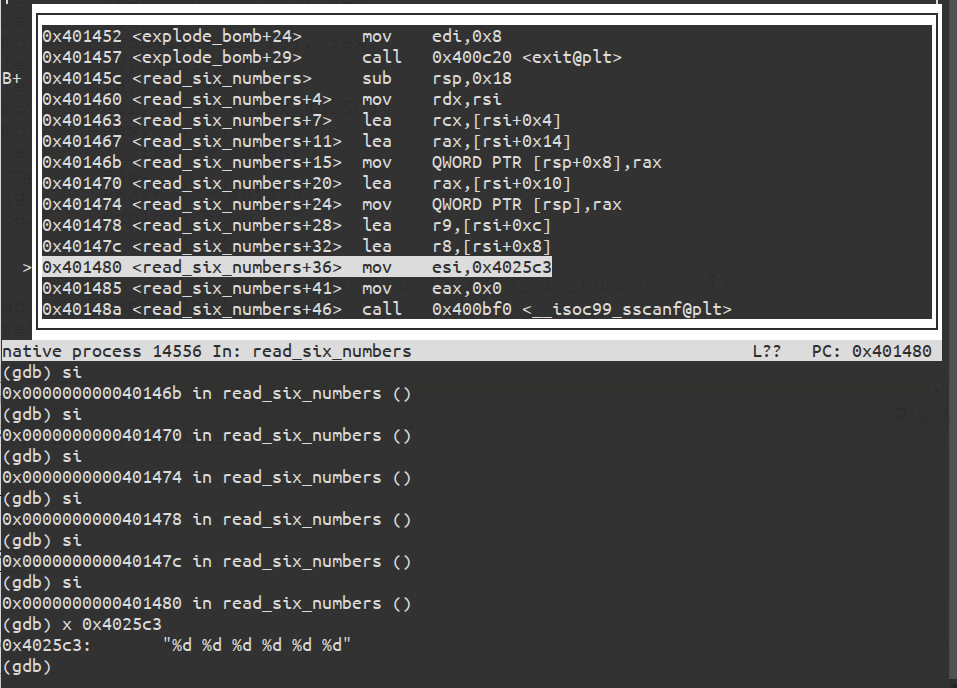 0x401452 <explode_bomb+24>      mov    edi,0x8
0x401457 <explode_bomb+29>      call   0x400c20 <exit@plt>
B+ 0x40145c <read_six_numbers>     sub    rsp,0x18
0x401460 <read_six_numbers+4>   mov    rdx,rsi
0x401463 <read_six_numbers+7>   lea    rcx,[rsi+0x4]
0x401467 <read_six_numbers+11>  lea    rax,[rsi+0x14]
0x40146b <read_six_numbers+15>  mov    QWORD PTR [rsp+0x8],rax
0x401470 <read_six_numbers+20>  lea    rax,[rsi+0x10]
0x401474 <read_six_numbers+24>  mov    QWORD PTR [rsp],rax
0x401478 <read_six_numbers+28>  lea    r9,[rsi+0xc]
0x40147c <read_six_numbers+32>  lea    r8,[rsi+0x8]
> 0x401480 <read_six_numbers+36>  mov    esi,0x4025c3
0x401485 <read_six_numbers+41>  mov    eax,0x0
0x40148a <read_six_numbers+46>  call   0x400bf0 <__isoc99_sscanf@plt>
native process 14556 In: read_six_numbers                                  L??   PC: 0x401480
(gdb) si
0x000000000040146b in read_six_numbers ()
(gdb) si
0x0000000000401470 in read_six_numbers ()
(gdb) si
0x0000000000401474 in read_six_numbers ()
(gdb) si
0x0000000000401478 in read_six_numbers ()
(gdb) si
0x000000000040147c in read_six_numbers ()
(gdb) si
0x0000000000401480 in read_six_numbers ()
(gdb) x 0x4025c3
0x4025c3:       "%d %d %d %d %d %d"
(gdb)